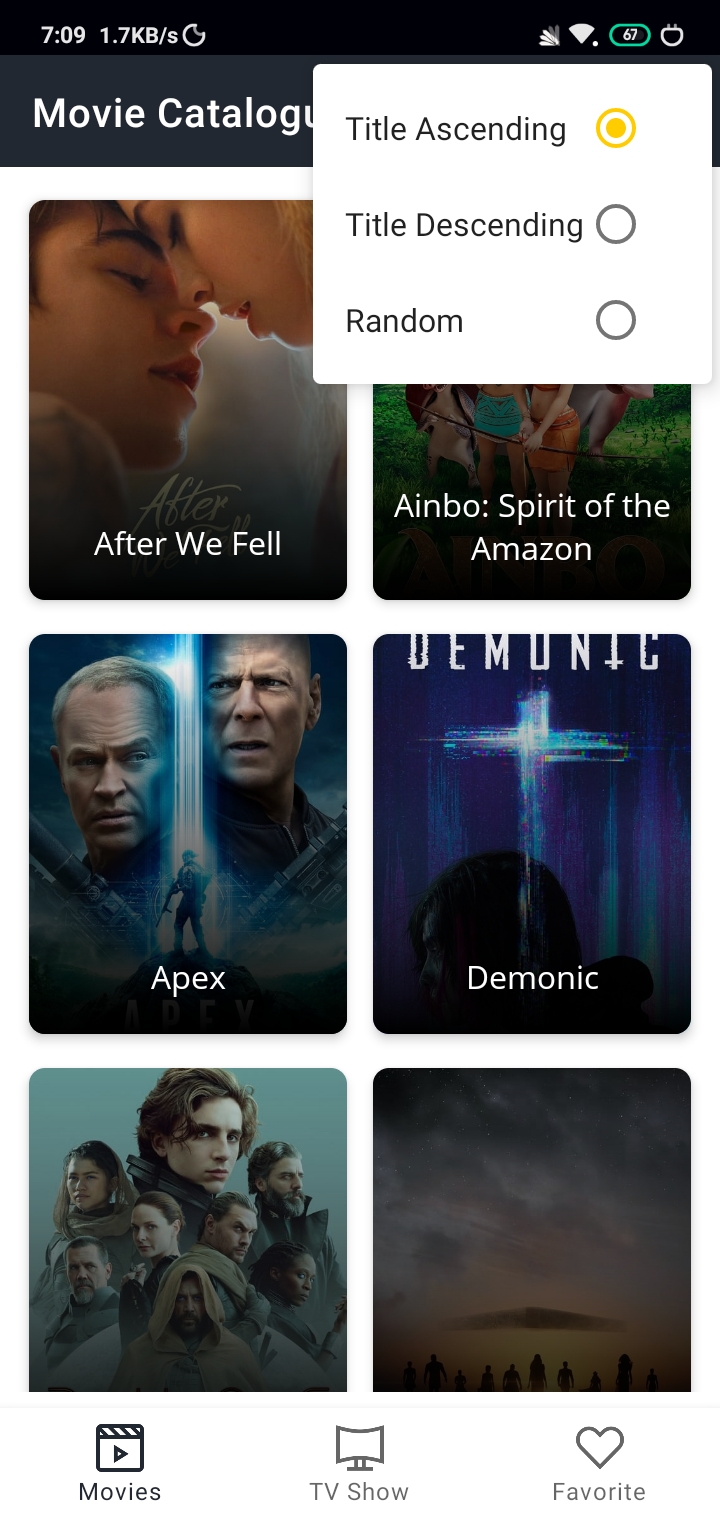 7:09 1.7KB/s 67
Movie Catalogu
Title Ascending
Title Descending
Random
After
We Fell
After We Fell
Ainbo: Spirit of the
Amazon
AINBO
DEMONIC
Apex
APEX
Demonic
Movies
TV Show
Favorite